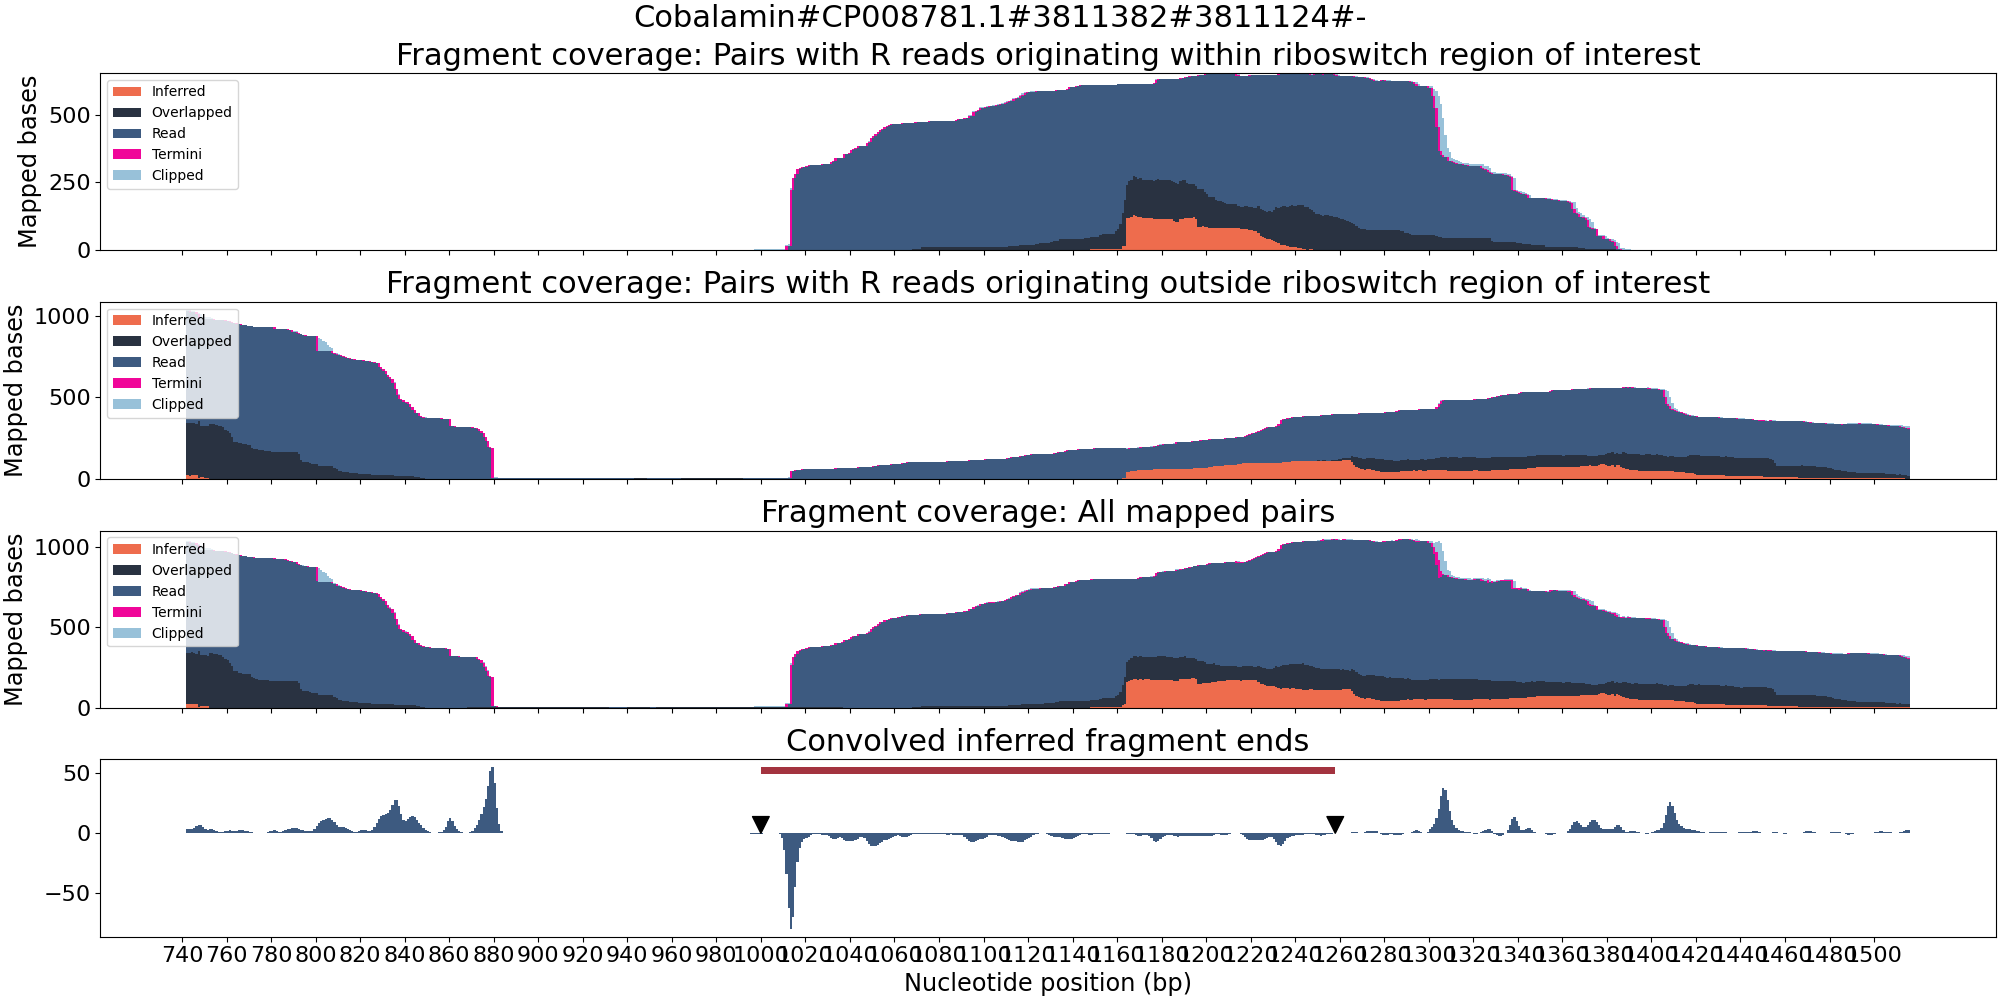 Cobalamin#CP008781.1#3811382#3811124#-
Fragment coverage: Pairs with R reads originating within riboswitch region of interest
Mapped bases
500
250
0
Inferred
Overlapped
Read
Termini
Clipped
Fragment coverage: Pairs with R reads originating outside riboswitch region of interest
Mapped bases
1000
500
0
Inferred
Overlapped
Read
Termini
Clipped
Fragment coverage: All mapped pairs
Mapped bases
1000
500
0
Inferred
Overlapped
Read
Termini
Clipped
Convolved inferred fragment ends
50
0
−50
740 760 780 800 820 840 860 880 900 920 940 960 980 1000 1020 1040 1060 1080 1100 1120 1140 1160 1180 1200 1220 1240 1260 1280 1300 1320 1340 1360 1380 1400 1420 1440 1460 1480 1500
Nucleotide position (bp)